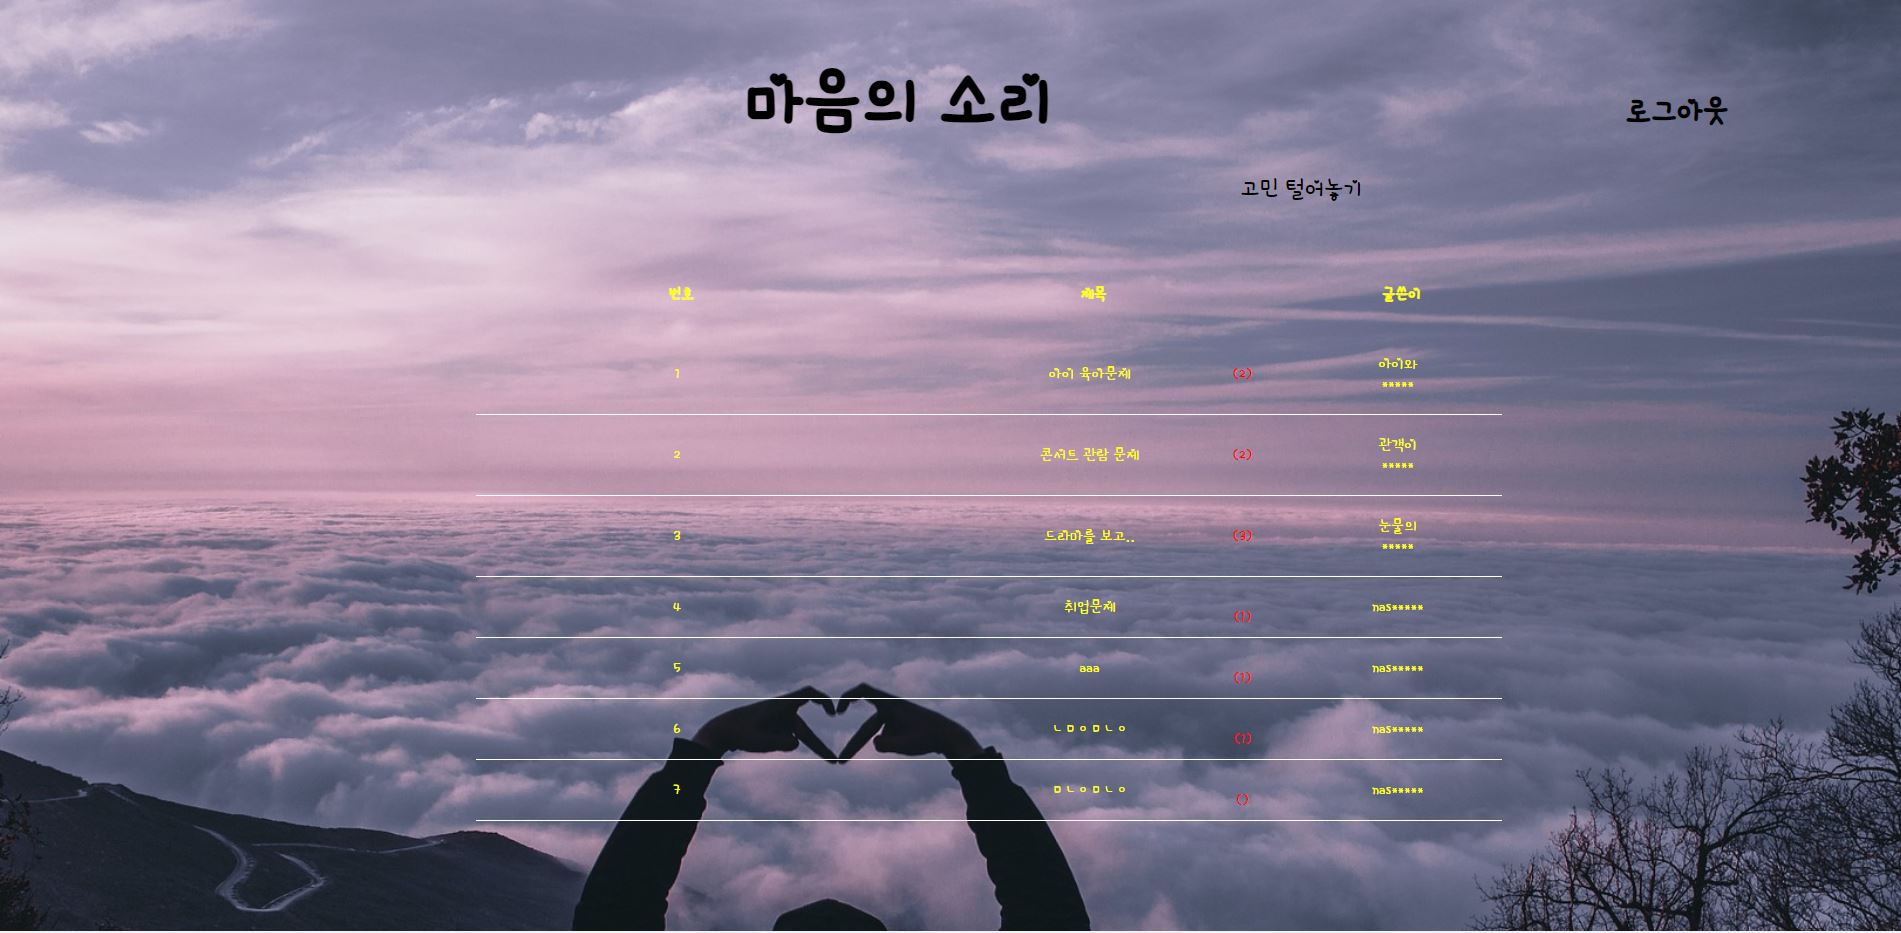 마음의 소리
로그아웃
고민 털어놓기
번호 제목 글쓴이
1 아이 육아문제 (2) 아이와
*****
2 콘서트 관람 문제 (2) 관객이
*****
3 드라마를 보고.. (3) 눈물의
*****
4 취업문제 (1) nas*****
5 aaa (1) nas*****
6 ㄴㅁㅇㅁㄴㅇ (1) nas*****
7 ㅁㄴㅇㅁㄴㅇ () nas*****